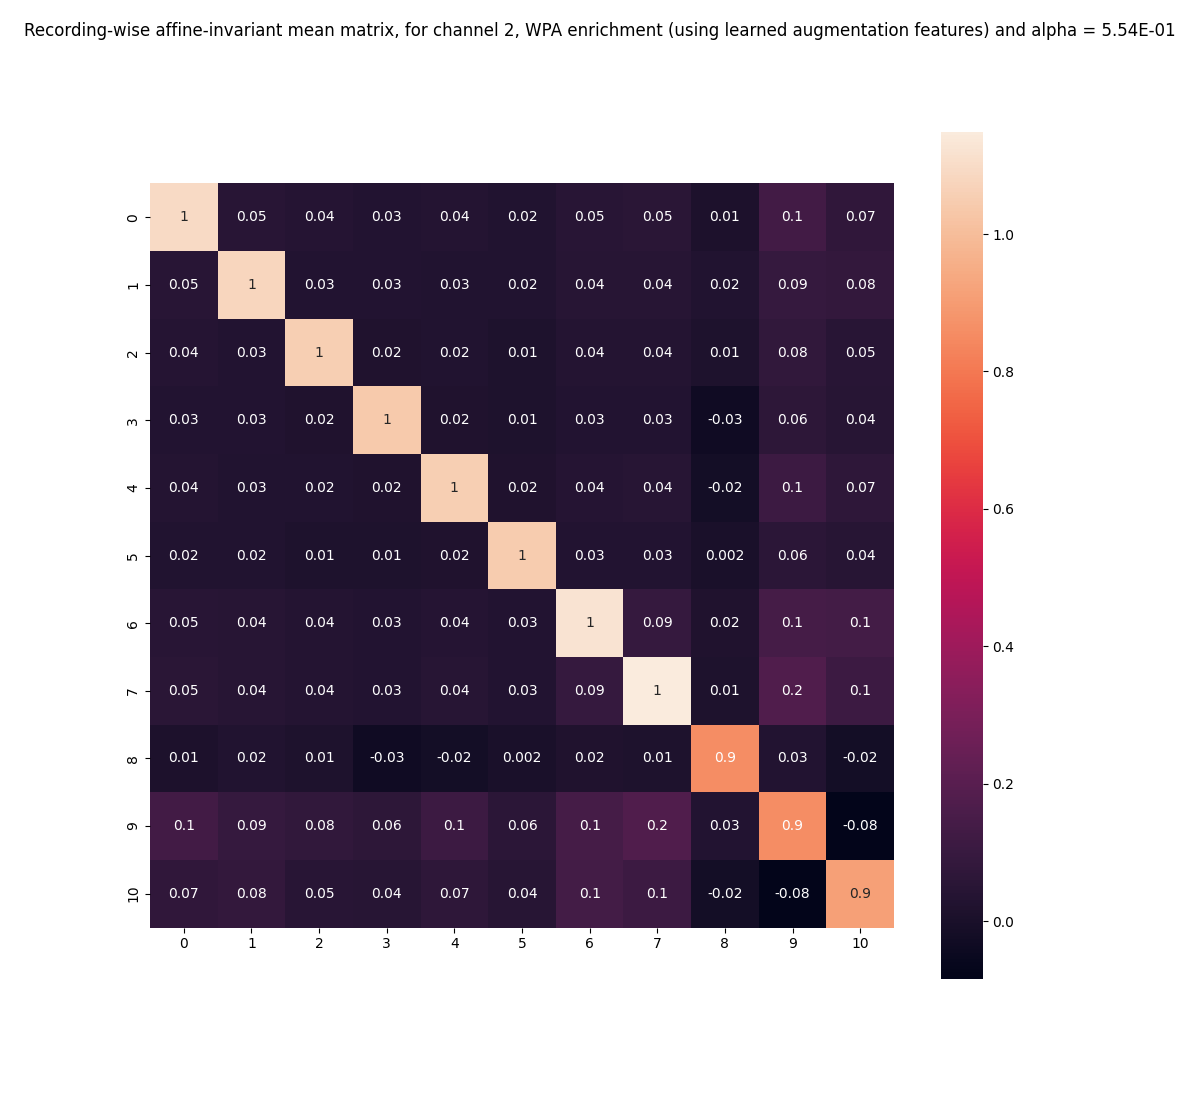 Recording-wise affine-invariant mean matrix, for channel 2, WPA enrichment (using learned augmentation features) and alpha = 5.54E-01
0 1 0.05 0.04 0.03 0.04 0.02 0.05 0.05 0.01 0.1 0.07
1 0.05 1 0.03 0.03 0.03 0.02 0.04 0.04 0.02 0.09 0.08
2 0.04 0.03 1 0.02 0.02 0.01 0.04 0.04 0.01 0.08 0.05
3 0.03 0.03 0.02 1 0.02 0.01 0.03 0.03 -0.03 0.06 0.04
4 0.04 0.03 0.02 0.02 1 0.02 0.04 0.04 -0.02 0.1 0.07
5 0.02 0.02 0.01 0.01 0.02 1 0.03 0.03 0.002 0.06 0.04
6 0.05 0.04 0.04 0.03 0.04 0.03 1 0.09 0.02 0.1 0.1
7 0.05 0.04 0.04 0.03 0.04 0.03 0.09 1 0.01 0.2 0.1
8 0.01 0.02 0.01 -0.03 -0.02 0.002 0.02 0.01 0.9 0.03 -0.02
9 0.1 0.09 0.08 0.06 0.1 0.06 0.1 0.2 0.03 0.9 -0.08
10 0.07 0.08 0.05 0.04 0.07 0.04 0.1 0.1 -0.02 -0.08 0.9
0 1 2 3 4 5 6 7 8 9 10
1.0
0.8
0.6
0.4
0.2
0.0